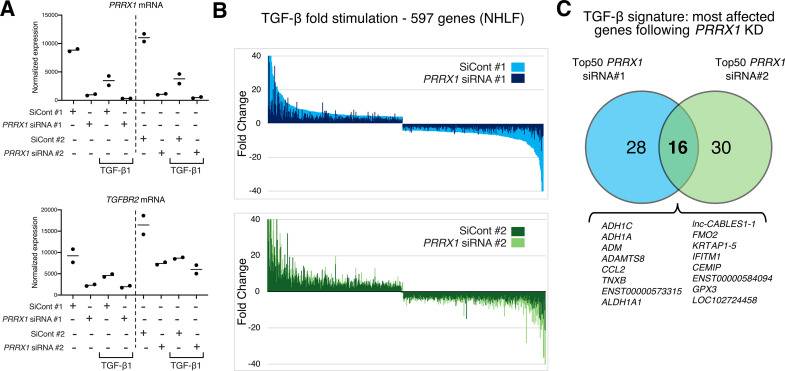 A
PRRX1 mRNA
Normalized expression
15000
10000
5000
0
SiCont #1 + - + - - - - -
PRRX1 siRNA #1 - + - + - - - -
SiCont #2 - - - - + - + -
PRRX1 siRNA #2 - - - - - + - +
TGF-β1 TGF-β1
TGFBR2 mRNA
Normalized expression
20000
15000
10000
5000
0
SiCont #1 + - + - - - - -
PRRX1 siRNA #1 - + - + - - - -
SiCont #2 - - - - + - + -
PRRX1 siRNA #2 - - - - - + - +
TGF-β1 TGF-β1
B
TGF-β fold stimulation - 597 genes (NHLF)
Fold Change
40
20
0
-20
-40
SiCont #1
PRRX1 siRNA #1
Fold Change
40
20
0
-20
-40
SiCont #2
PRRX1 siRNA #2
C
TGF-β signature: most affected
genes following PRRX1 KD
Top50 PRRX1
siRNA#1
Top50 PRRX1
siRNA#2
28 16 30
ADH1C
ADH1A
ADM
ADAMTS8
CCL2
TNXB
ENST00000573315
ALDH1A1
lnc-CABLES1-1
FMO2
KRTAP1-5
IFITM1
CEMIP
ENST00000584094
GPX3
LOC102724458